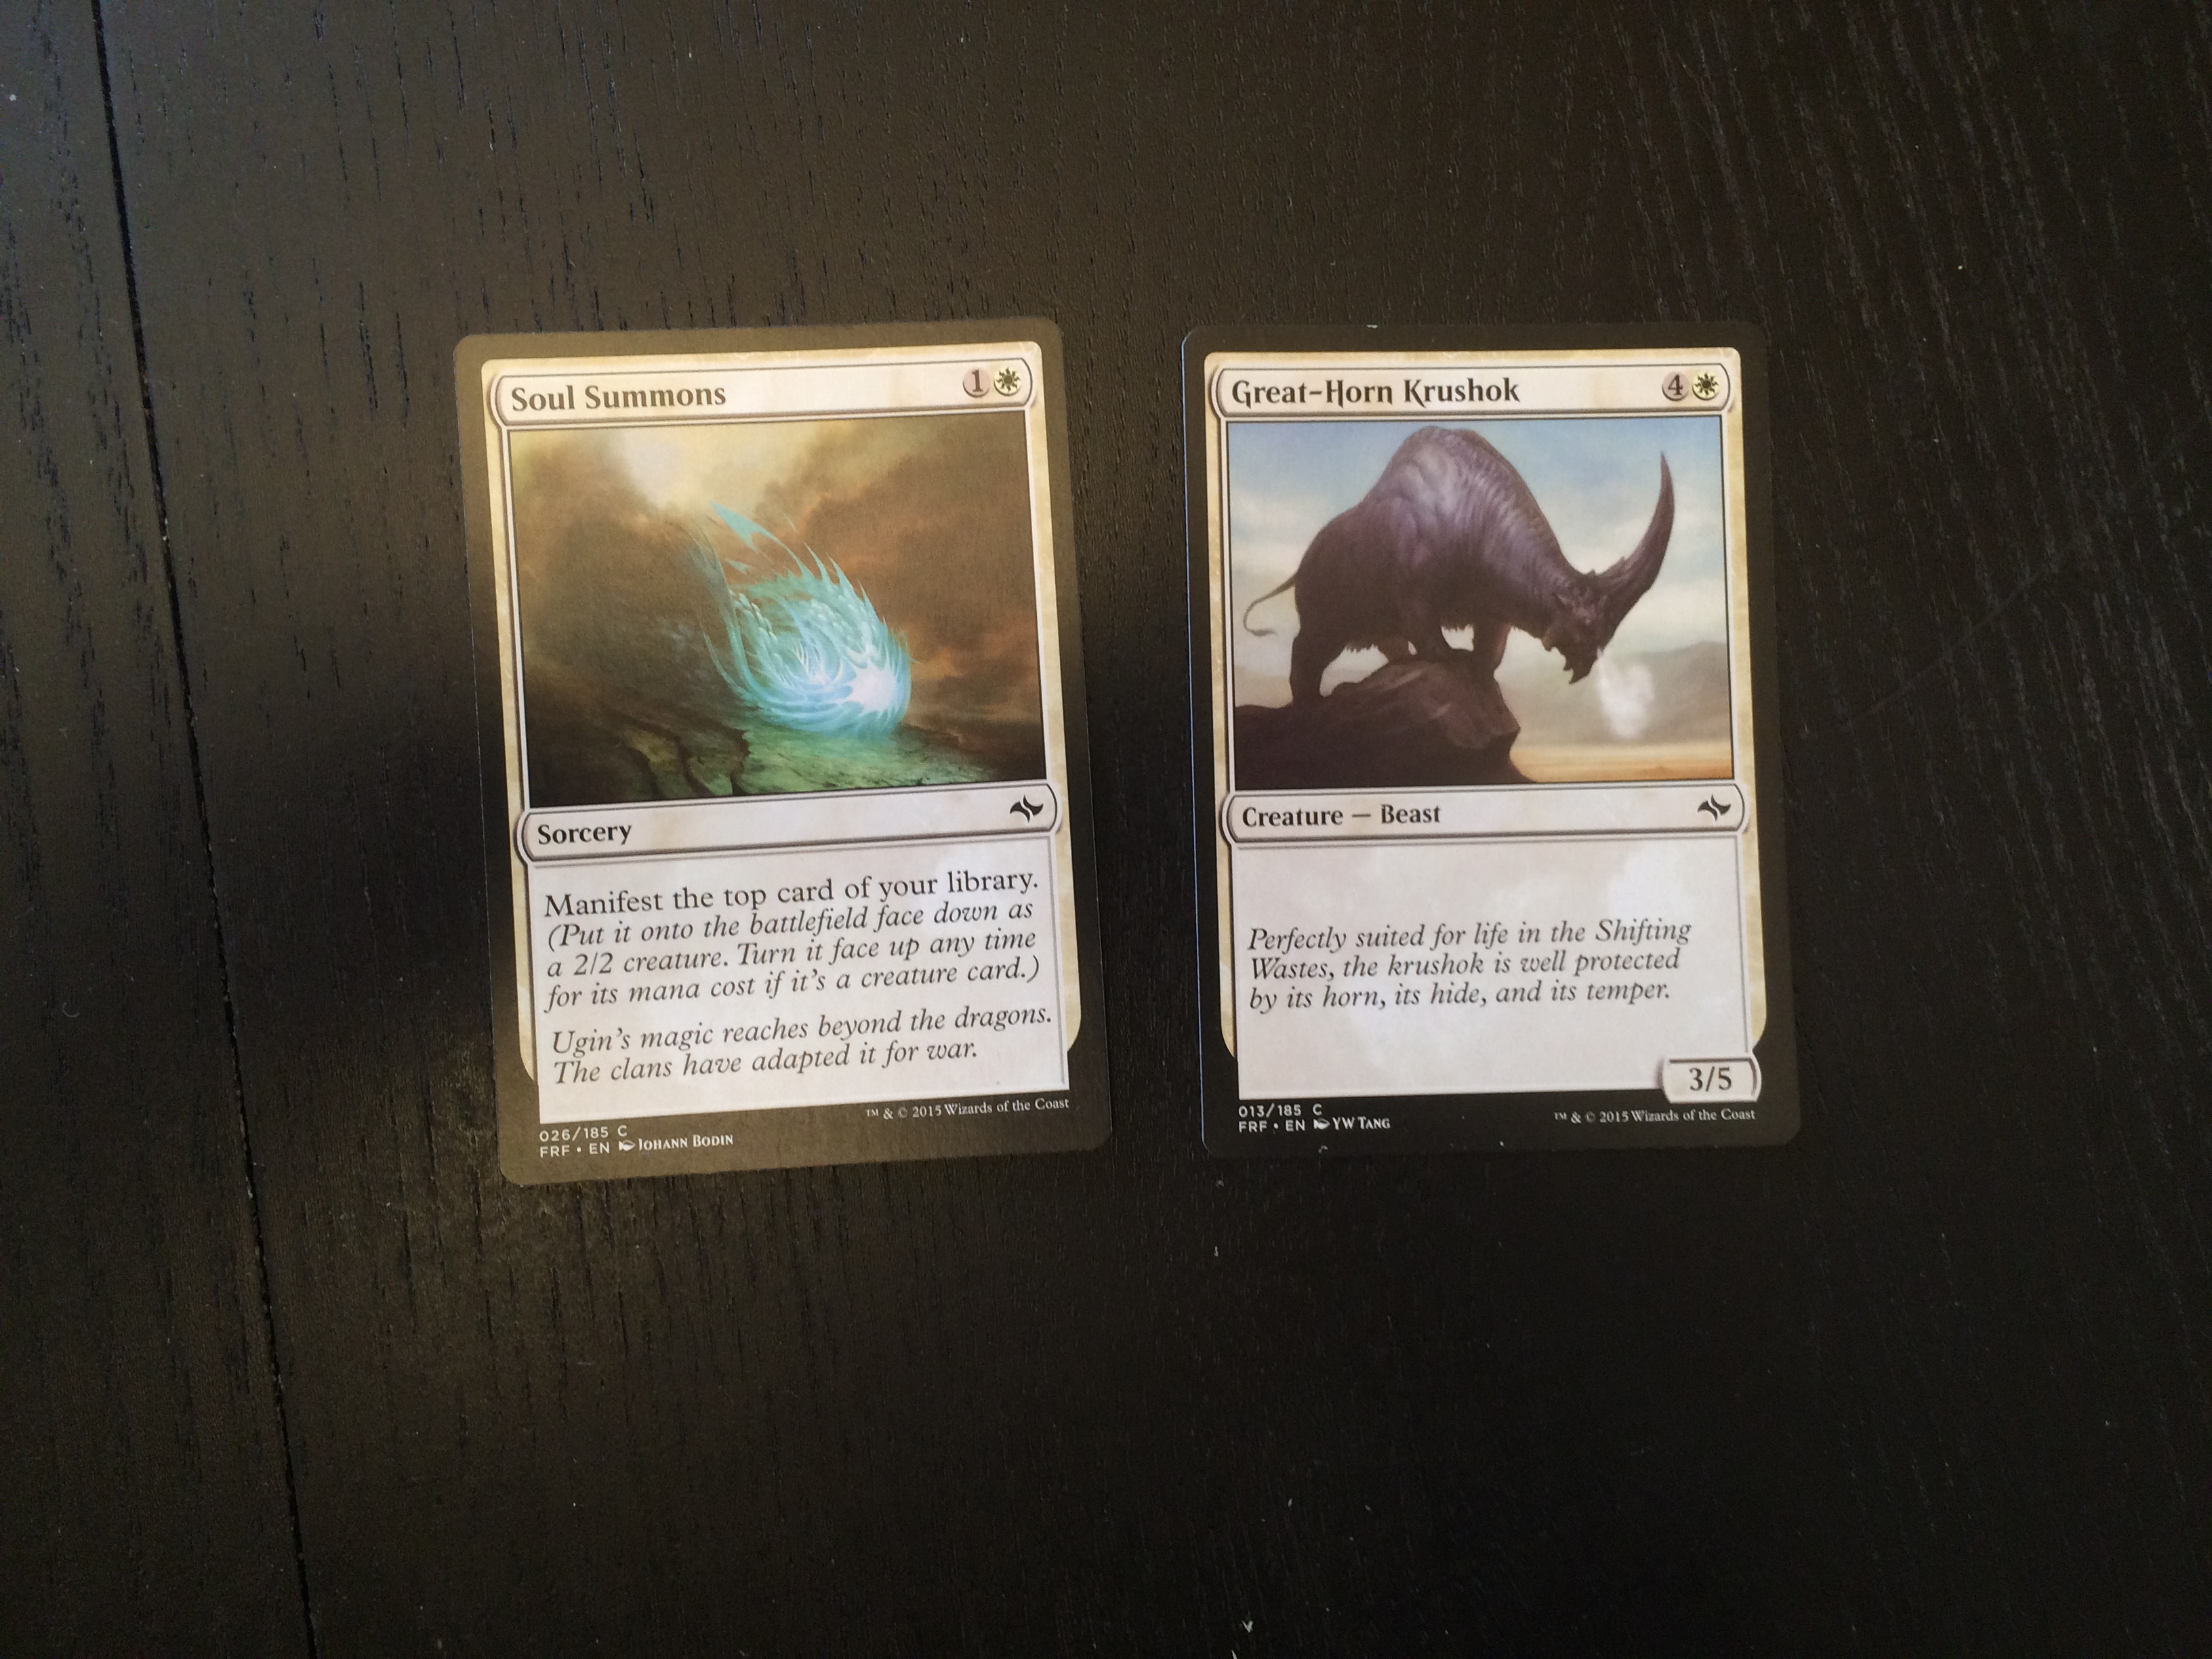 Soul Summons 1
Sorcery
Manifest the top card of your library.
(Put it onto the battlefield face down as
a 2/2 creature. Turn it face up any time
for its mana cost if it's a creature card.)
Ugin's magic reaches beyond the dragons.
The clans have adapted it for war.
026/185 C
FRF • EN JOHANN BODIN
™ & © 2015 Wizards of the Coast
Great-Horn Krushok 4
Creature — Beast
Perfectly suited for life in the Shifting
Wastes, the krushok is well protected
by its horn, its hide, and its temper.
3/5
013/185 C
FRF • EN YW TANG
™ & © 2015 Wizards of the Coast